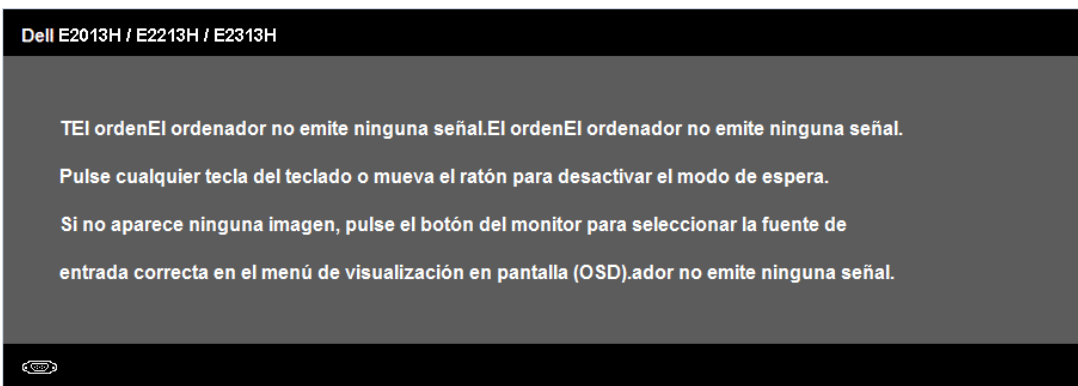 Dell E2013H / E2213H / E2313H
TEl ordenEl ordenador no emite ninguna señal.El ordenEl ordenador no emite ninguna señal.
Pulse cualquier tecla del teclado o mueva el ratón para desactivar el modo de espera.
Si no aparece ninguna imagen, pulse el botón del monitor para seleccionar la fuente de
entrada correcta en el menú de visualización en pantalla (OSD).ador no emite ninguna señal.